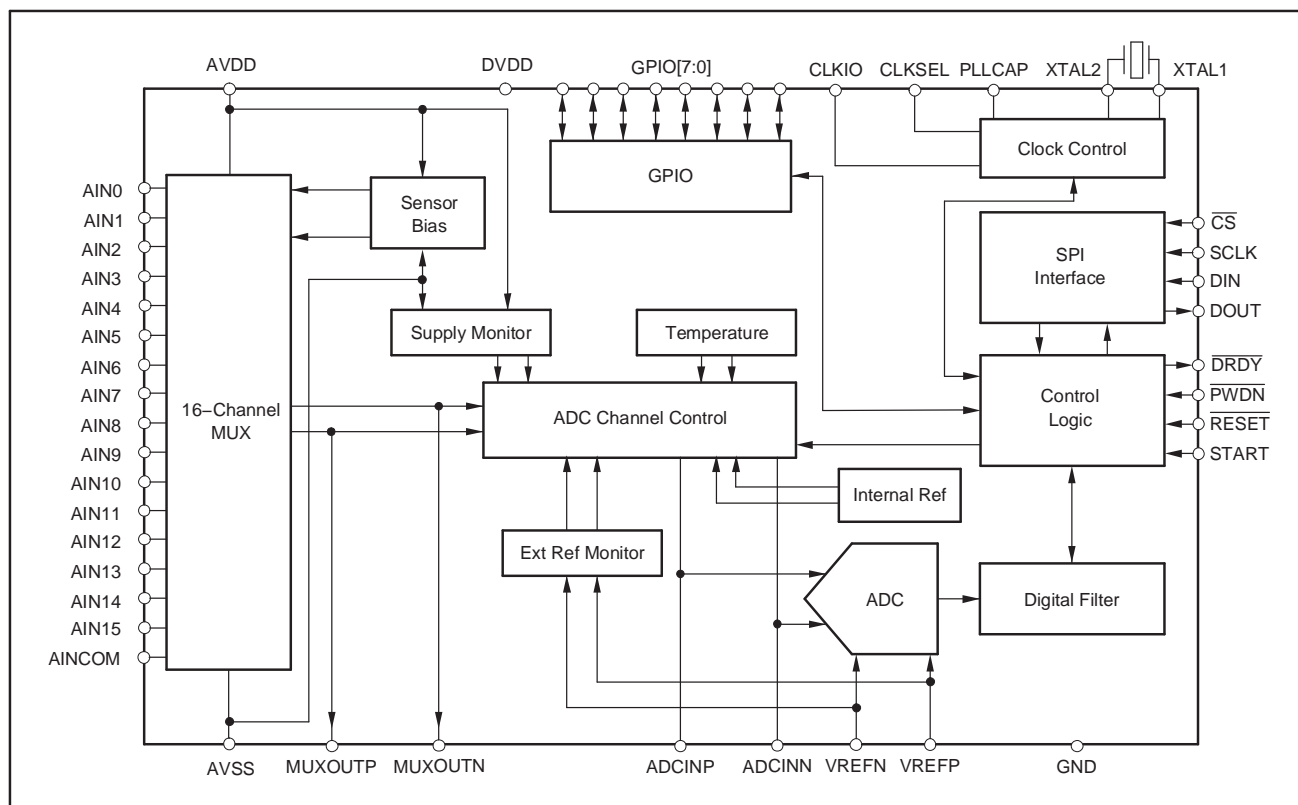 AVDD
DVDD
GPIO[7:0]
CLKIO
CLKSEL
PLLCAP
XTAL2
XTAL1
AIN0
AIN1
AIN2
AIN3
AIN4
AIN5
AIN6
AIN7
AIN8
AIN9
AIN10
AIN11
AIN12
AIN13
AIN14
AIN15
AINCOM
16–Channel
MUX
Sensor
Bias
Supply Monitor
GPIO
Temperature
ADC Channel Control
Ext Ref Monitor
Internal Ref
ADC
Clock Control
SPI
Interface
Control
Logic
Digital Filter
CS
SCLK
DIN
DOUT
DRDY
PWDN
RESET
START
AVSS
MUXOUTP
MUXOUTN
ADCINP
ADCINN
VREFN
VREFP
GND